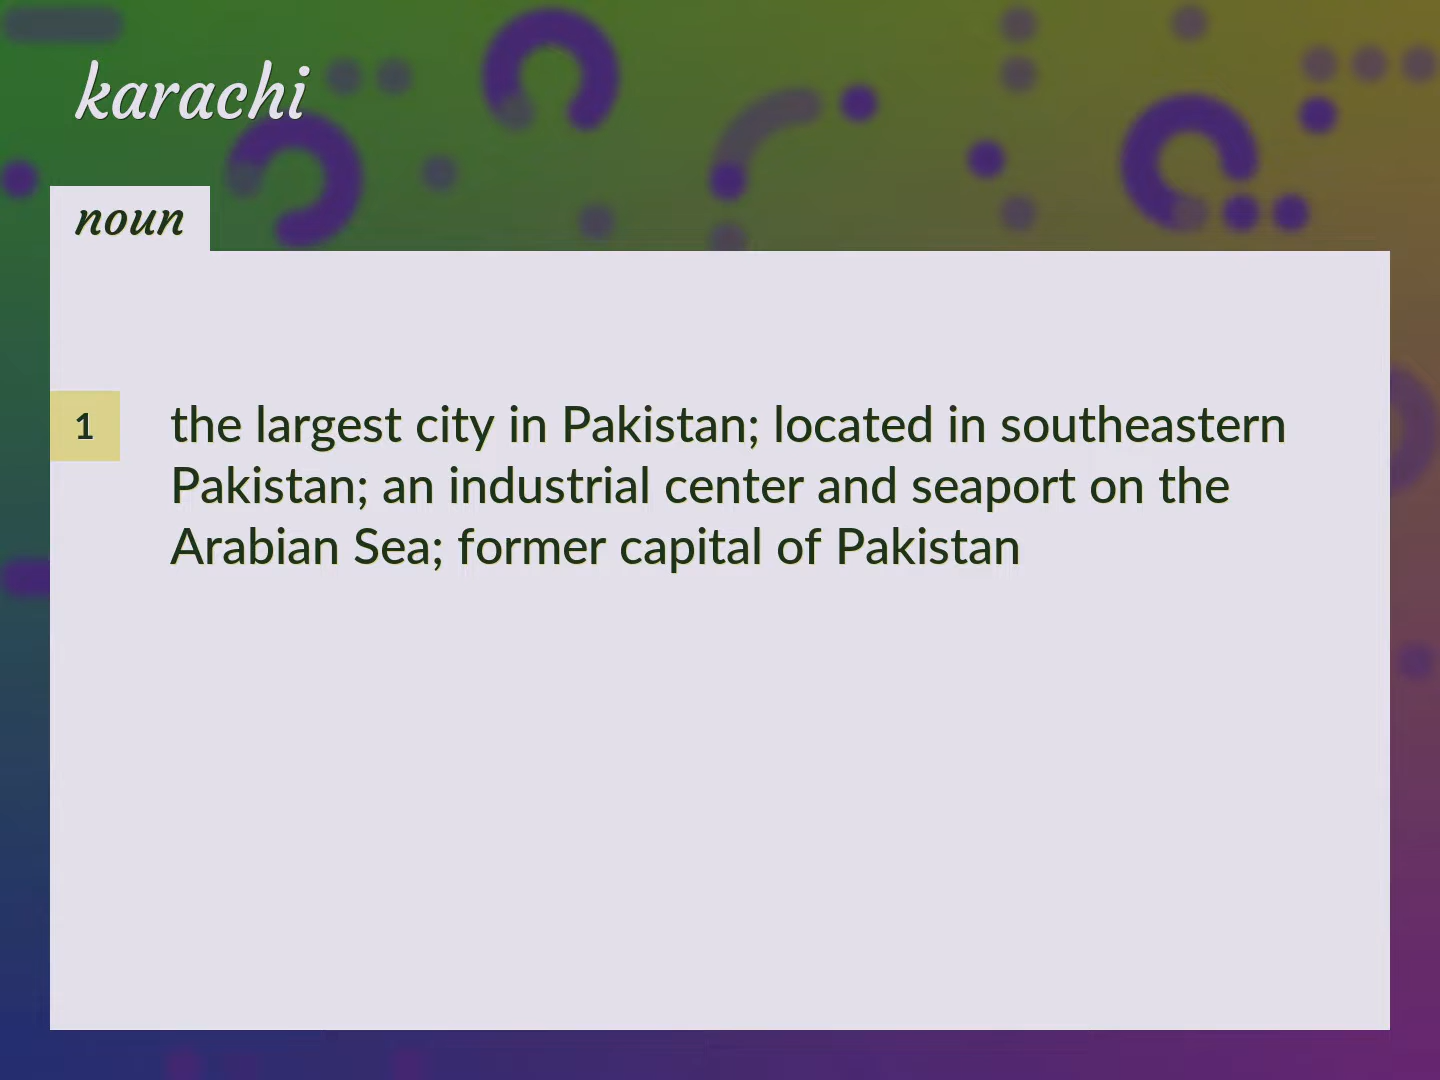 karachi
noun
1
the largest city in Pakistan; located in southeastern
Pakistan; an industrial center and seaport on the
Arabian Sea; former capital of Pakistan